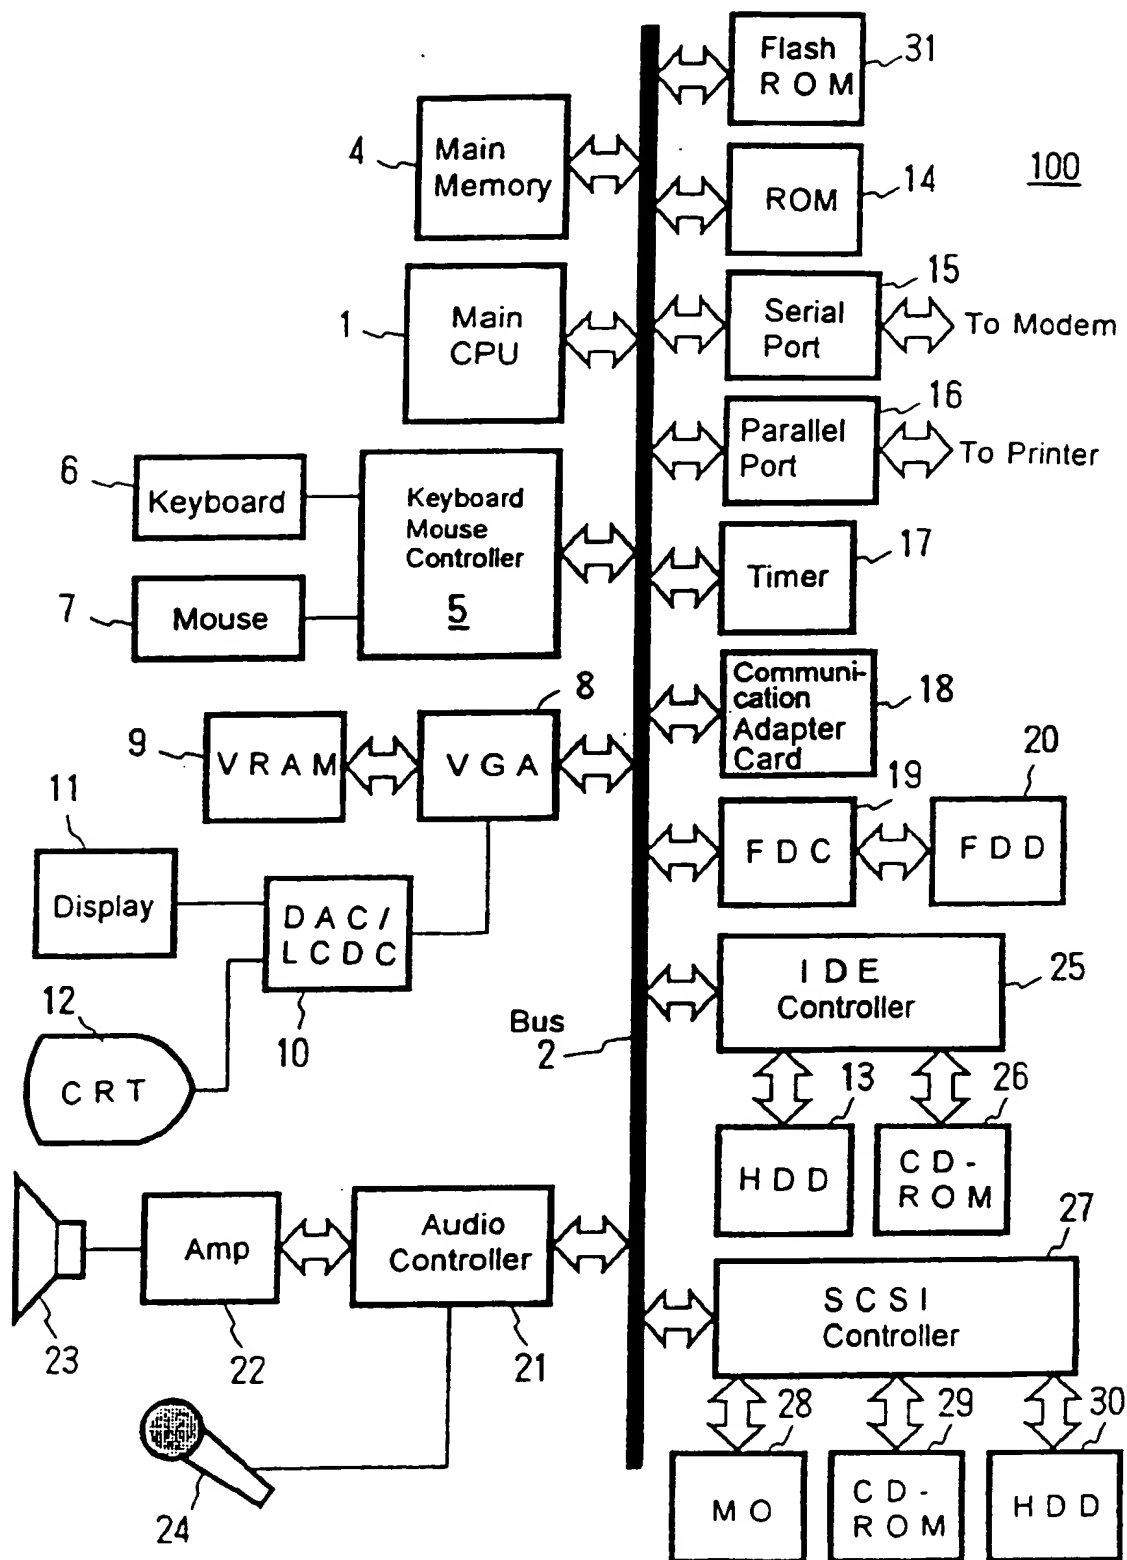 Flash
ROM
31
4
Main
Memory
ROM
14
100
1
Main
CPU
Serial
Port
15
To Modem
Parallel
Port
16
To Printer
6
Keyboard
Keyboard
Mouse
Controller
5
7
Mouse
Timer
17
Communi-
cation
Adapter
Card
18
9
VRAM
VGA
8
FDC
19
FDD
20
11
Display
DAC/
LCDC
10
IDE
Controller
25
12
CRT
Bus
2
HDD
13
CD-
ROM
26
23
Amp
22
Audio
Controller
21
SCSI
Controller
27
24
MO
28
CD-
ROM
29
HDD
30